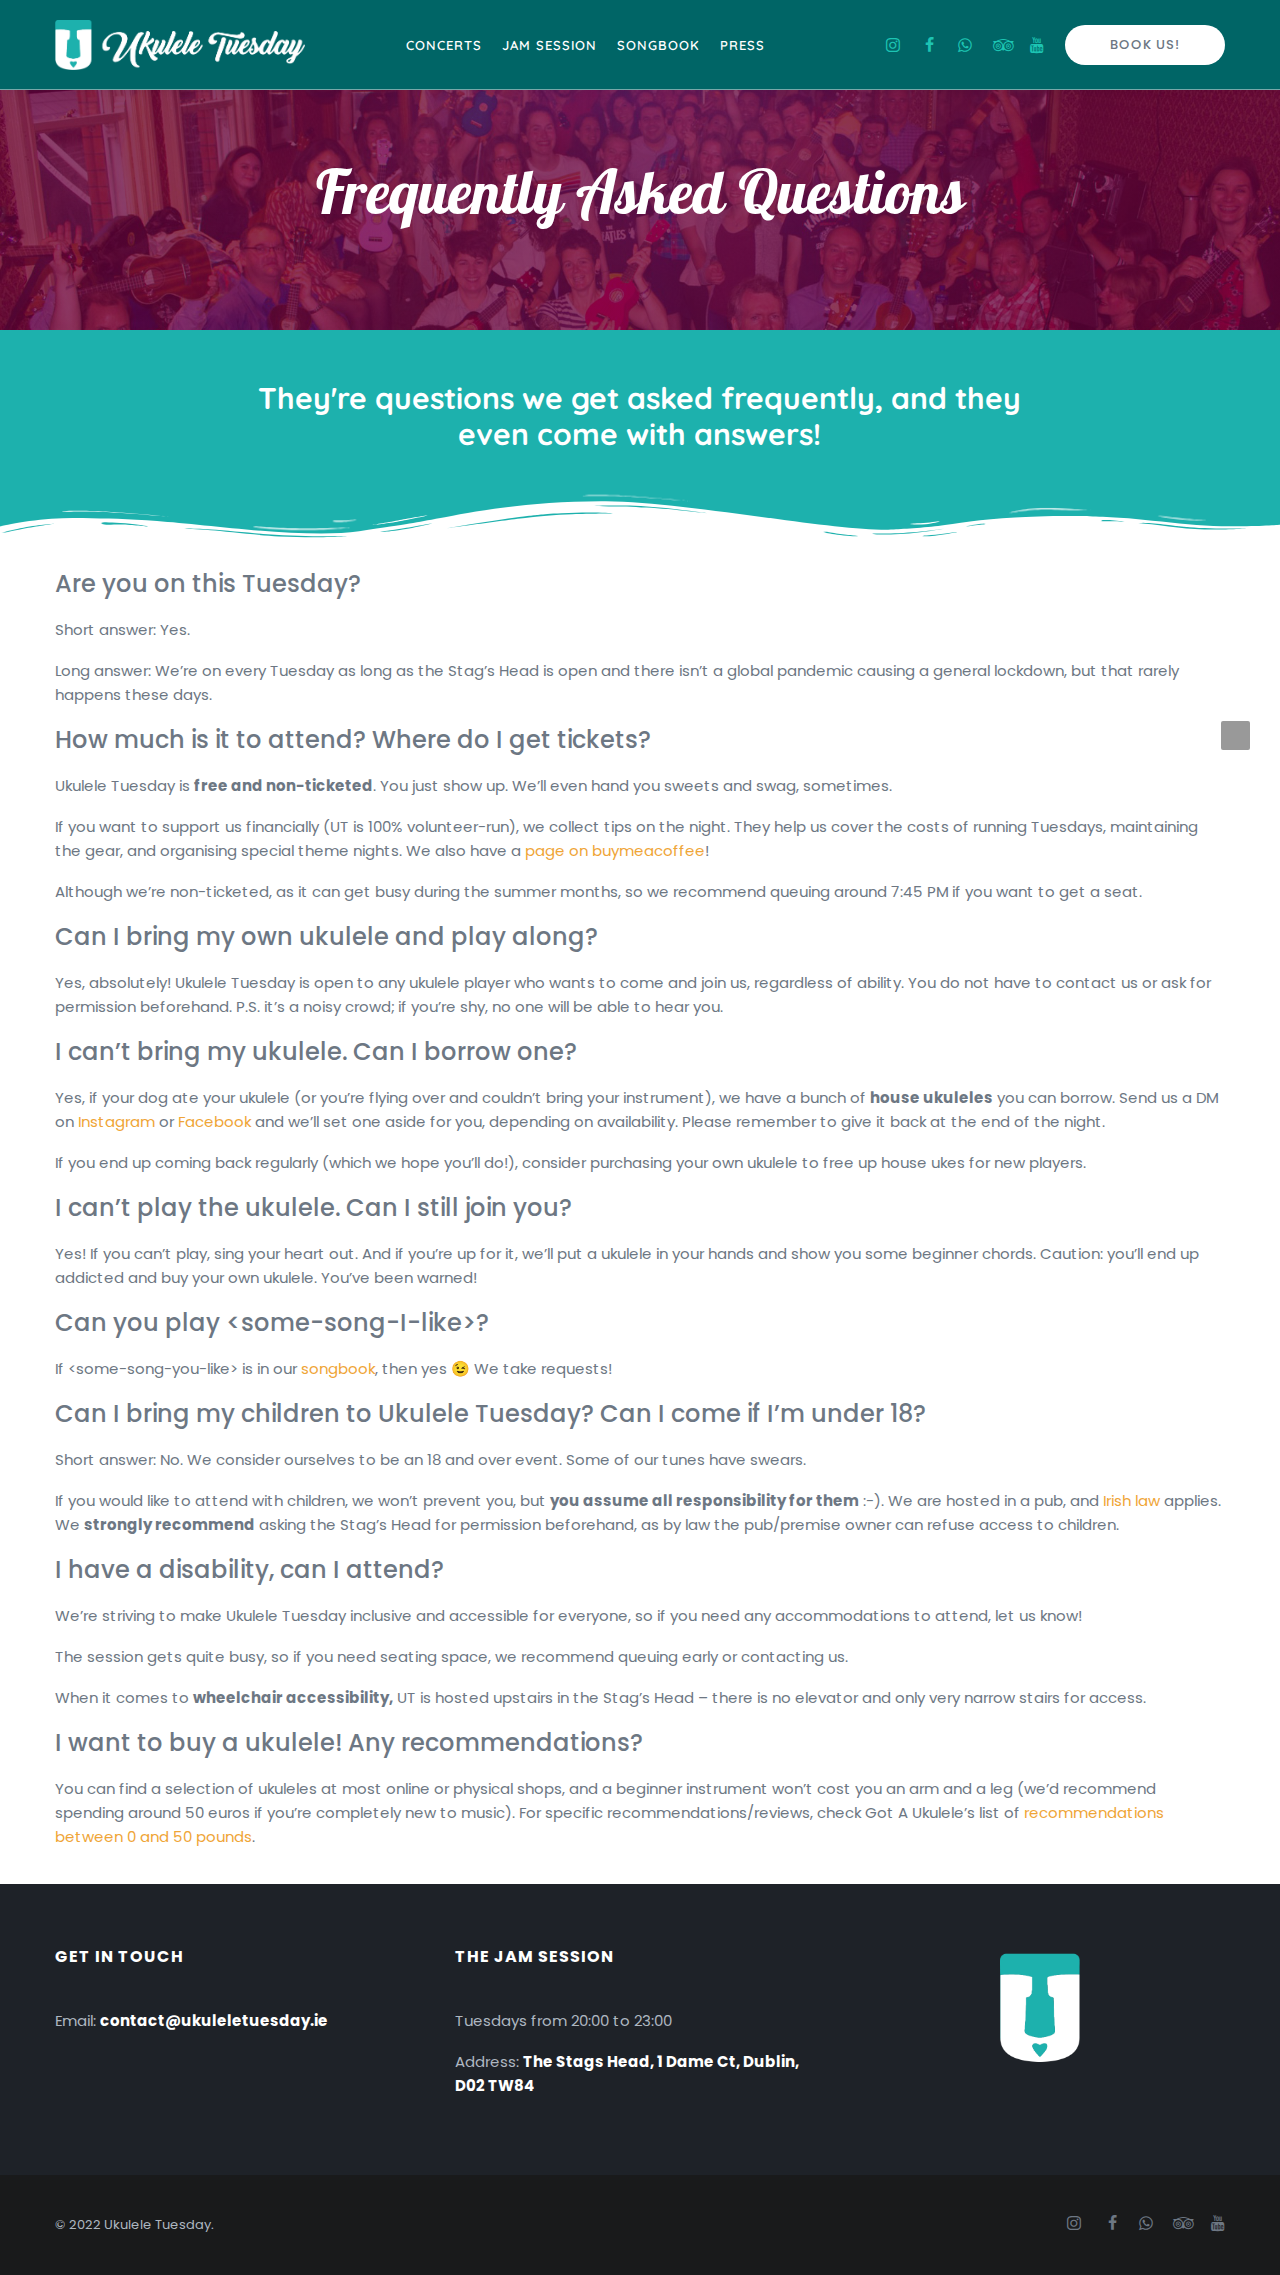 Ukulele Tuesday
CONCERTS JAM SESSION SONGBOOK PRESS
BOOK US!
Frequently Asked Questions
They're questions we get asked frequently, and they
even come with answers!
Are you on this Tuesday?
Short answer: Yes.
Long answer: We’re on every Tuesday as long as the Stag’s Head is open and there isn’t a global pandemic causing a general lockdown, but that rarely
happens these days.
How much is it to attend? Where do I get tickets?
Ukulele Tuesday is free and non-ticketed. You just show up. We’ll even hand you sweets and swag, sometimes.
If you want to support us financially (UT is 100% volunteer-run), we collect tips on the night. They help us cover the costs of running Tuesdays, maintaining
the gear, and organising special theme nights. We also have a page on buymeacoffee!
Although we’re non-ticketed, as it can get busy during the summer months, so we recommend queuing around 7:45 PM if you want to get a seat.
Can I bring my own ukulele and play along?
Yes, absolutely! Ukulele Tuesday is open to any ukulele player who wants to come and join us, regardless of ability. You do not have to contact us or ask for
permission beforehand. P.S. it’s a noisy crowd; if you’re shy, no one will be able to hear you.
I can’t bring my ukulele. Can I borrow one?
Yes, if your dog ate your ukulele (or you’re flying over and couldn’t bring your instrument), we have a bunch of house ukuleles you can borrow. Send us a DM
on Instagram or Facebook and we’ll set one aside for you, depending on availability. Please remember to give it back at the end of the night.
If you end up coming back regularly (which we hope you’ll do!), consider purchasing your own ukulele to free up house ukes for new players.
I can’t play the ukulele. Can I still join you?
Yes! If you can’t play, sing your heart out. And if you’re up for it, we’ll put a ukulele in your hands and show you some beginner chords. Caution: you’ll end up
addicted and buy your own ukulele. You’ve been warned!
Can you play <some-song-I-like>?
If <some-song-you-like> is in our songbook, then yes 😉 We take requests!
Can I bring my children to Ukulele Tuesday? Can I come if I’m under 18?
Short answer: No. We consider ourselves to be an 18 and over event. Some of our tunes have swears.
If you would like to attend with children, we won’t prevent you, but you assume all responsibility for them :-). We are hosted in a pub, and Irish law applies.
We strongly recommend asking the Stag’s Head for permission beforehand, as by law the pub/premise owner can refuse access to children.
I have a disability, can I attend?
We’re striving to make Ukulele Tuesday inclusive and accessible for everyone, so if you need any accommodations to attend, let us know!
The session gets quite busy, so if you need seating space, we recommend queuing early or contacting us.
When it comes to wheelchair accessibility, UT is hosted upstairs in the Stag’s Head – there is no elevator and only very narrow stairs for access.
I want to buy a ukulele! Any recommendations?
You can find a selection of ukuleles at most online or physical shops, and a beginner instrument won’t cost you an arm and a leg (we’d recommend
spending around 50 euros if you’re completely new to music). For specific recommendations/reviews, check Got A Ukulele’s list of recommendations
between 0 and 50 pounds.
GET IN TOUCH
Email: contact@ukuleletuesday.ie
THE JAM SESSION
Tuesdays from 20:00 to 23:00
Address: The Stags Head, 1 Dame Ct, Dublin,
D02 TW84
© 2022 Ukulele Tuesday.